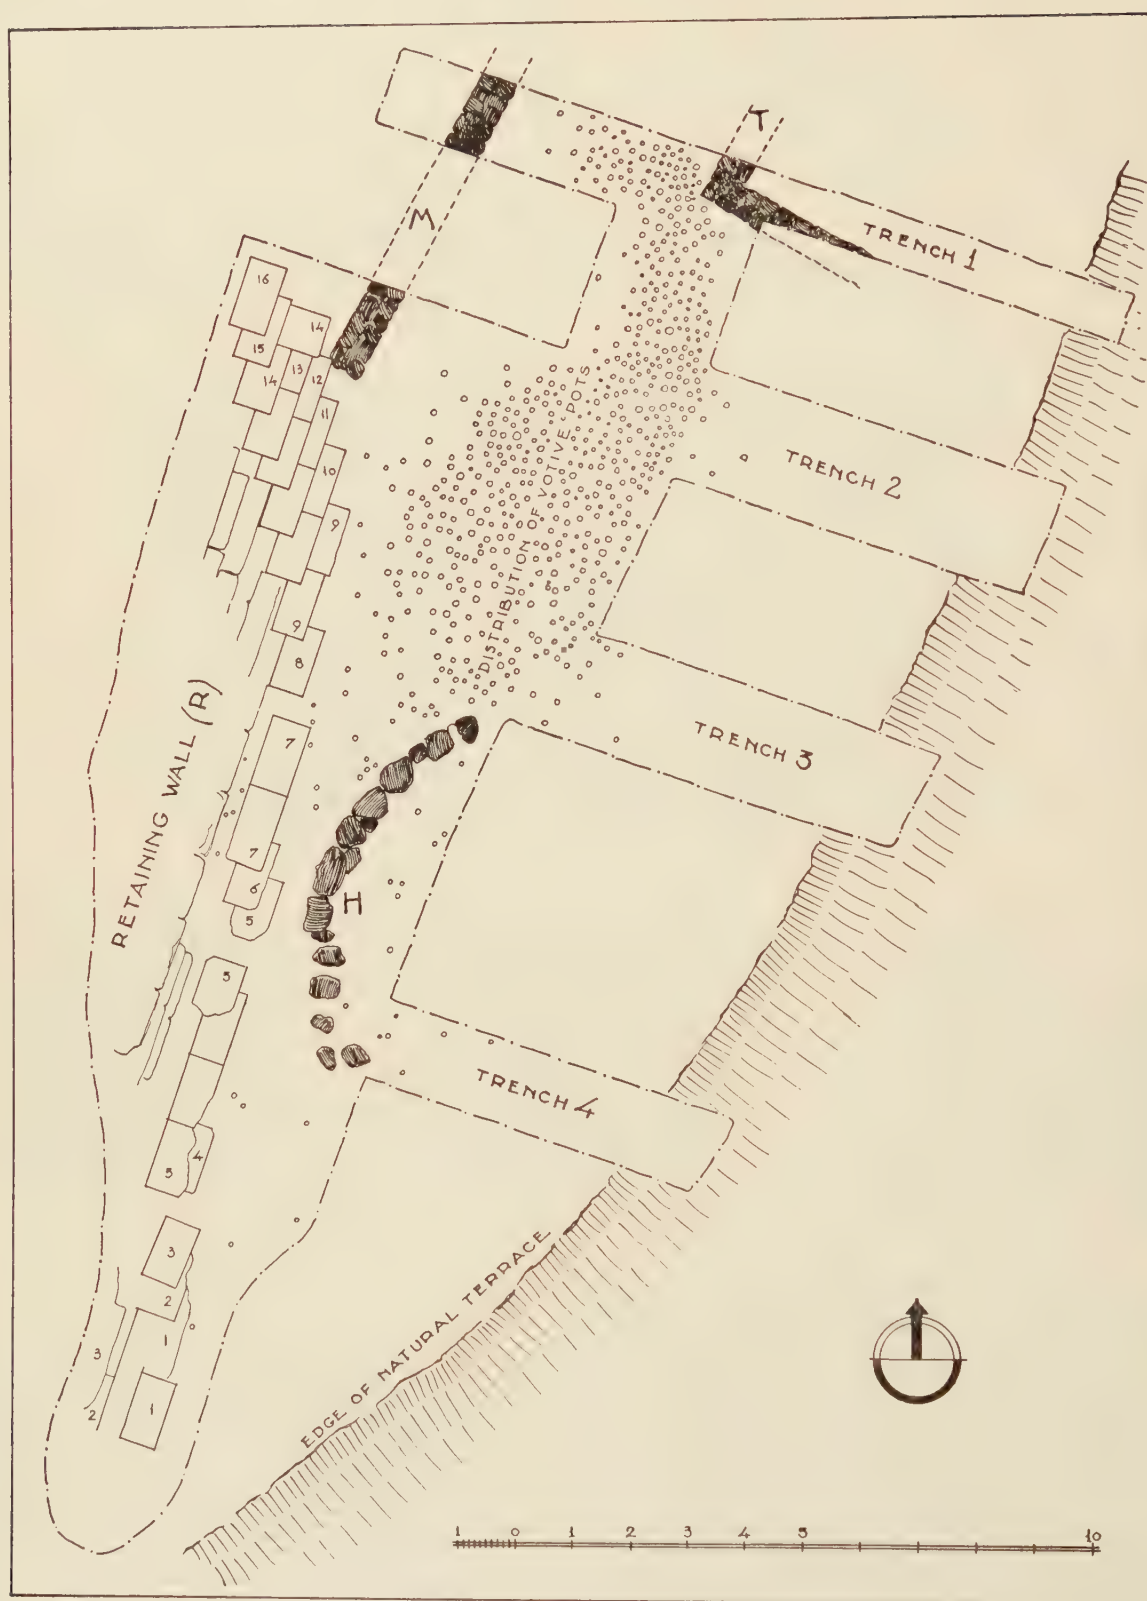 T
TRENCH 1
M
16
14
15
13
12
14
11
10
9
DISTRIBUTION OF VOTIVE POTS
TRENCH 2
9
8
RETAINING WALL (R)
7
TRENCH 3
7
6
5
H
5
TRENCH 4
4
5
3
2
1
3
2
1
EDGE OF NATURAL TERRACE
1 0 1 2 3 4 5 10